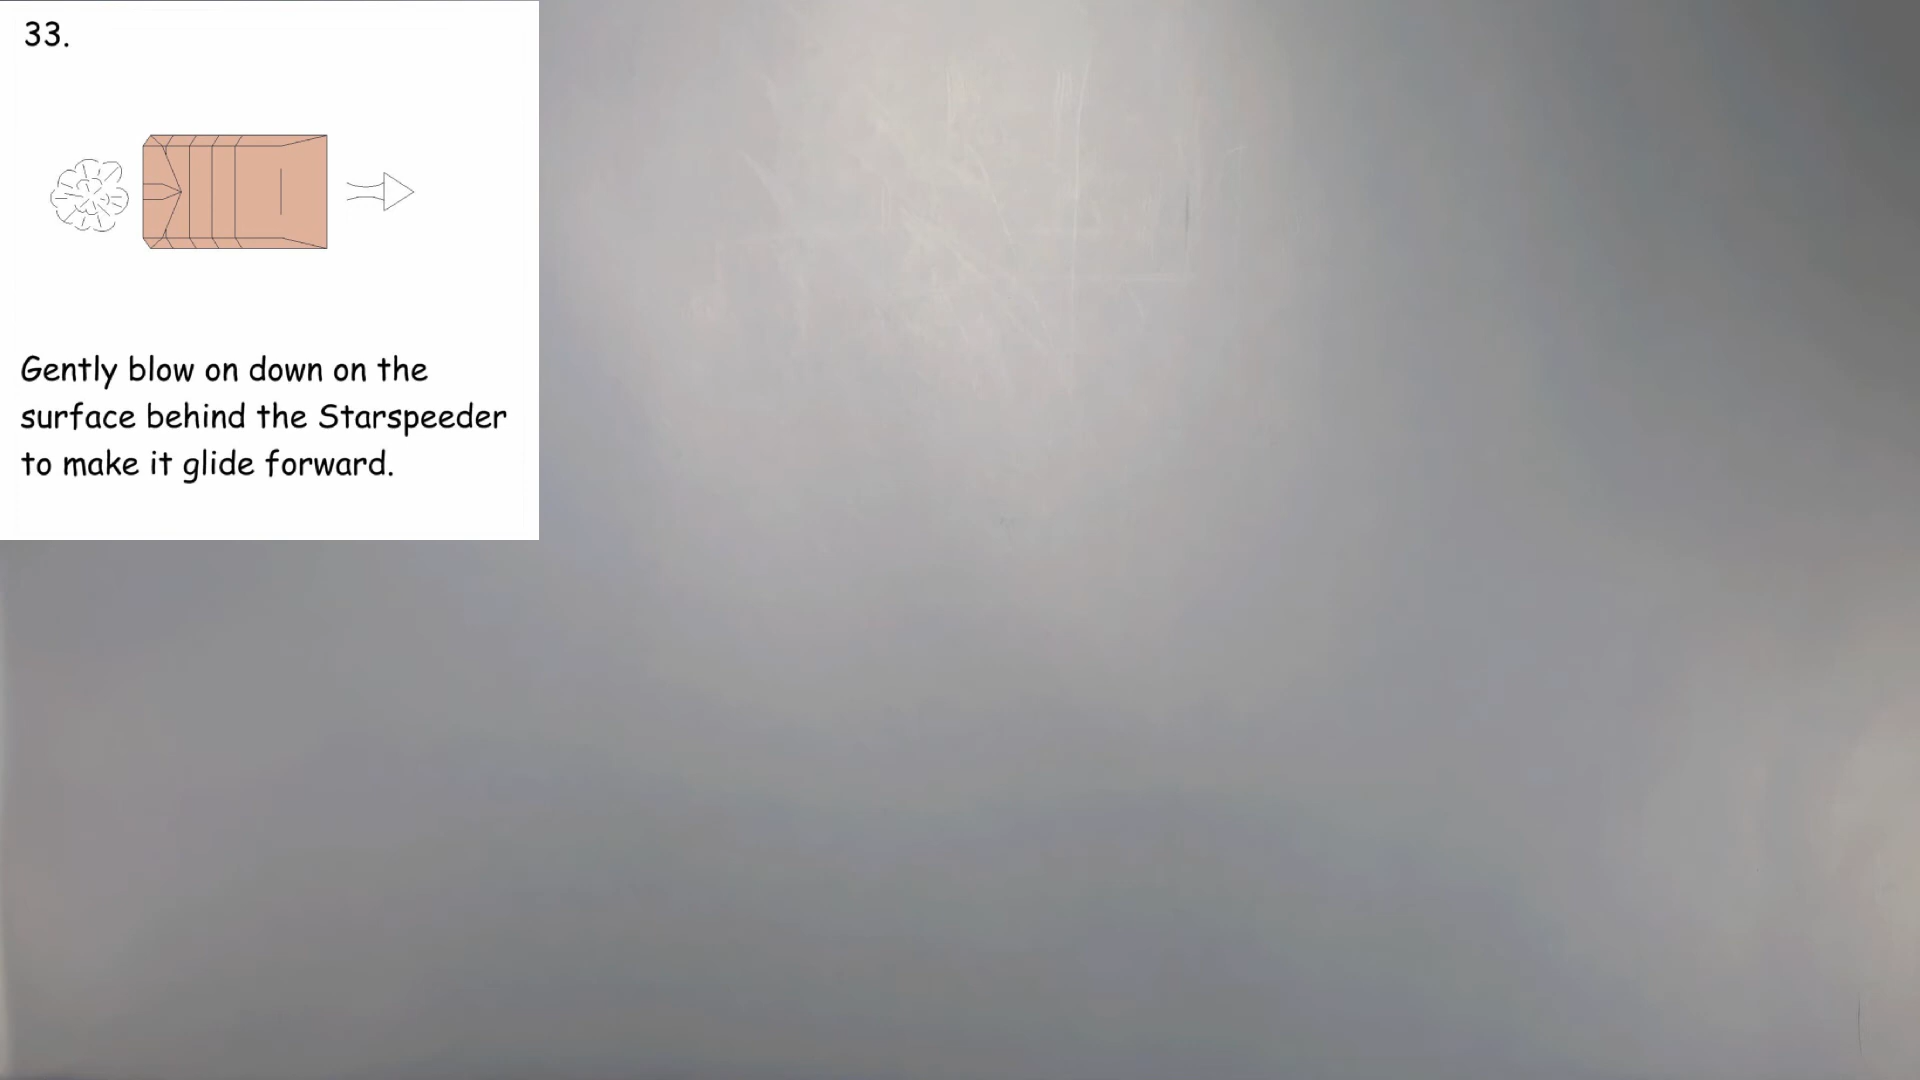 33.
Gently blow on down on the
surface behind the Starspeeder
to make it glide forward.